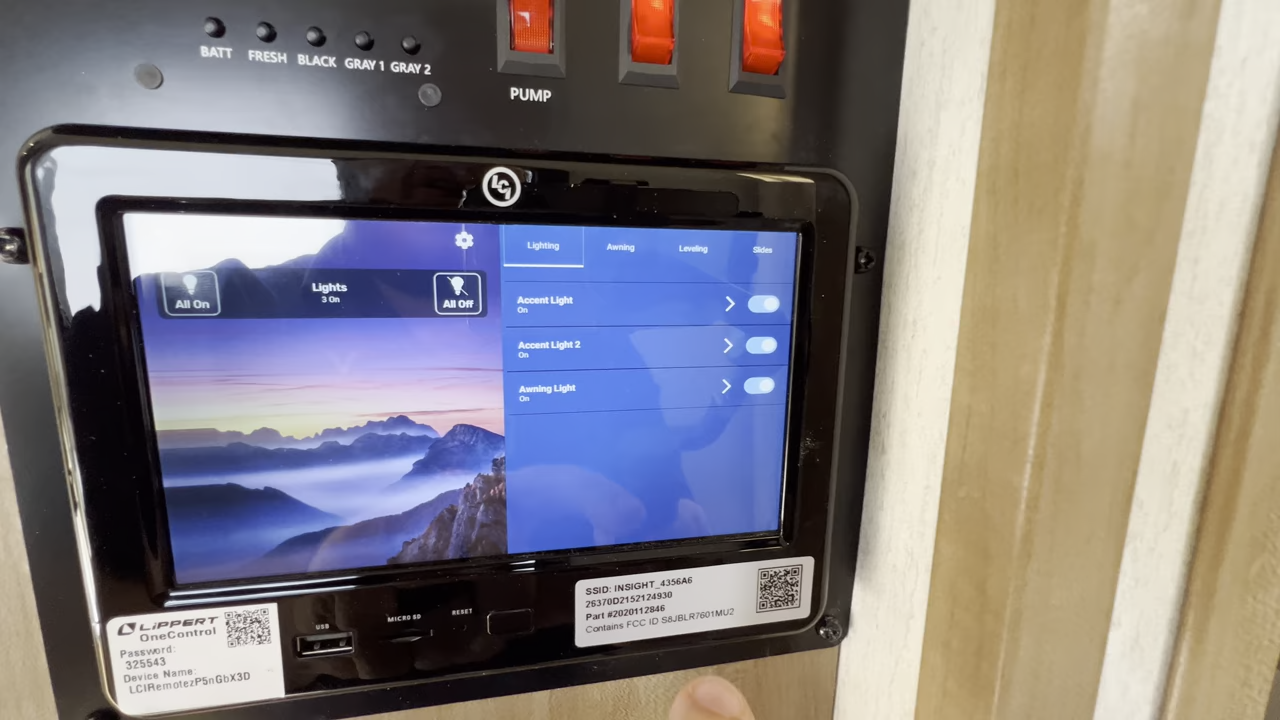 BATT FRESH BLACK GRAY 1 GRAY 2
PUMP
LCI
Lighting Awning Leveling Slides
All On
Lights
3 On
All Off
Accent Light
On
Accent Light 2
On
Awning Light
On
LIPPERT
OneControl
Password:
325543
Device Name:
LCIRemotezP5nGbX3D
USB
MICRO SD
RESET
SSID: INSIGHT_4356A6
26370D2152124930
Part #2020112846
Contains FCC ID S8JBLR7601MU2